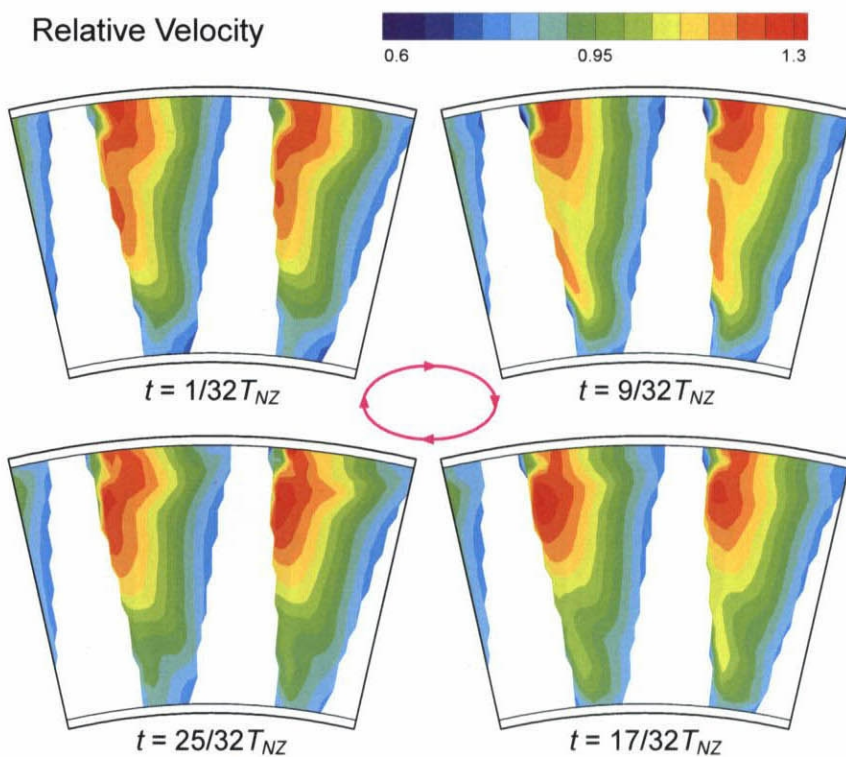 Relative Velocity
0.6 0.95 1.3
t = 1/32T_NZ t = 9/32T_NZ
t = 25/32T_NZ t = 17/32T_NZ